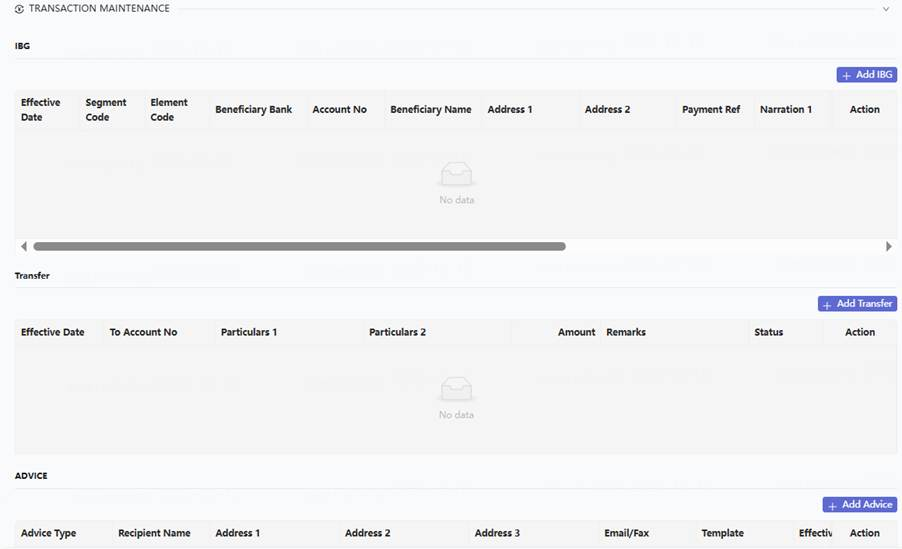 TRANSACTION MAINTENANCE
IBG
+ Add IBG
Effective Date Segment Code Element Code Beneficiary Bank Account No Beneficiary Name Address 1 Address 2 Payment Ref Narration 1 Action
No data
Transfer
+ Add Transfer
Effective Date To Account No Particulars 1 Particulars 2 Amount Remarks Status Action
No data
ADVICE
+ Add Advice
Advice Type Recipient Name Address 1 Address 2 Address 3 Email/Fax Template Effectiv Action